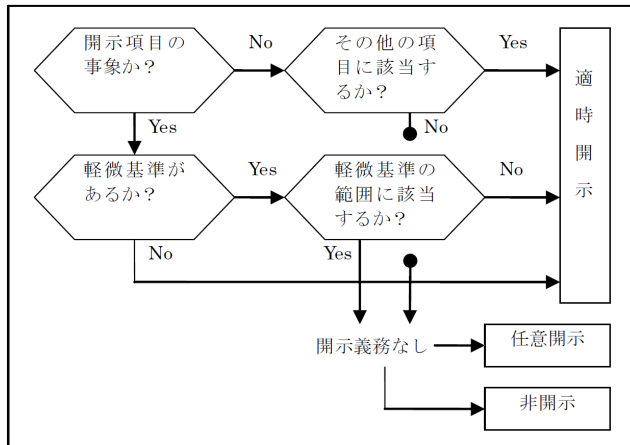 開示項目の
事象か？
No
その他の項
目に該当す
るか？
Yes
適時開示
Yes
No
軽微基準が
あるか？
Yes
軽微基準の
範囲に該当
するか？
No
No
Yes
開示義務なし
任意開示
非開示